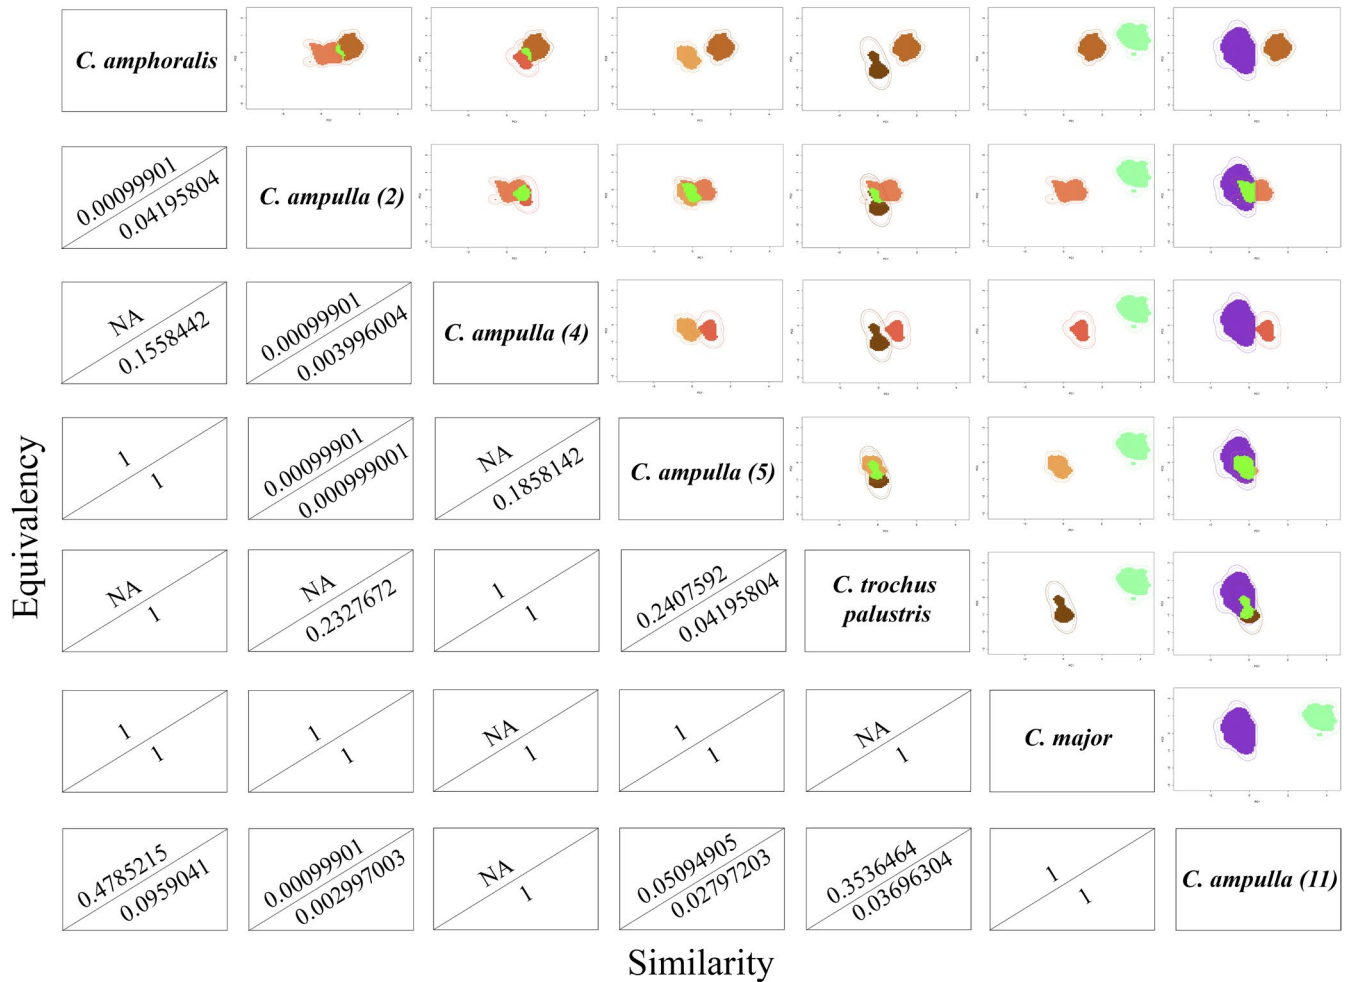 C. amphoralis
0.00099901
0.04195804
C. ampulla (2)
NA
0.1558442
0.00099901
0.003996004
C. ampulla (4)
1
1
0.00099901
0.000999001
NA
0.1858142
C. ampulla (5)
NA
1
NA
0.2327672
1
1
0.2407592
0.04195804
C. trochus
palustris
1
1
1
1
NA
1
1
1
NA
1
C. major
0.4785215
0.0959041
0.00099901
0.002997003
NA
1
0.05094905
0.02797203
0.3536464
0.03696304
1
1
C. ampulla (11)
Equivalency
Similarity